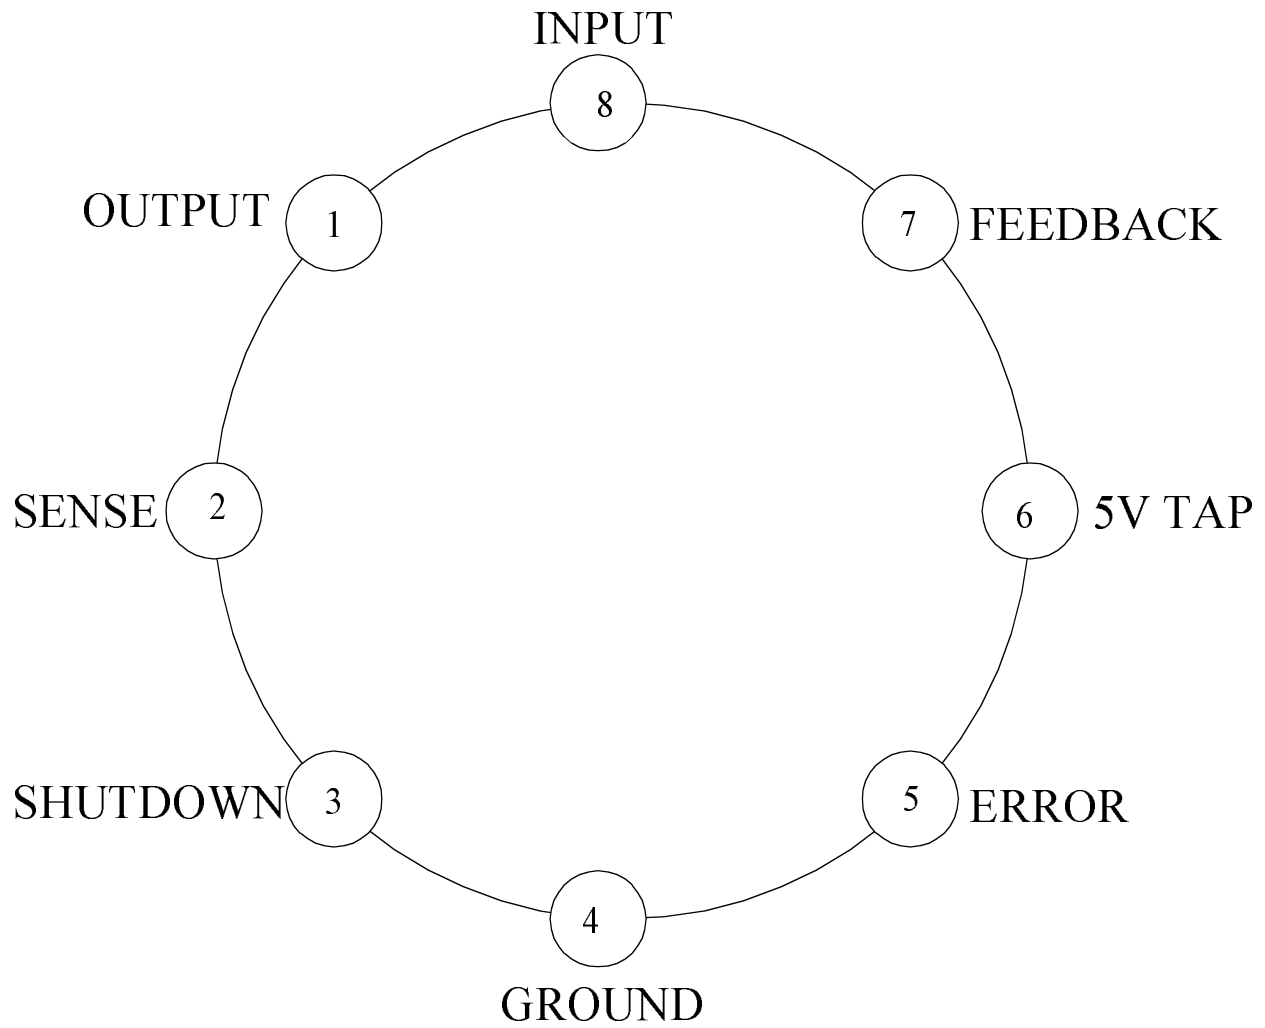 INPUT
8
OUTPUT
1
7
FEEDBACK
SENSE
2
6
5V TAP
SHUTDOWN
3
5
ERROR
4
GROUND